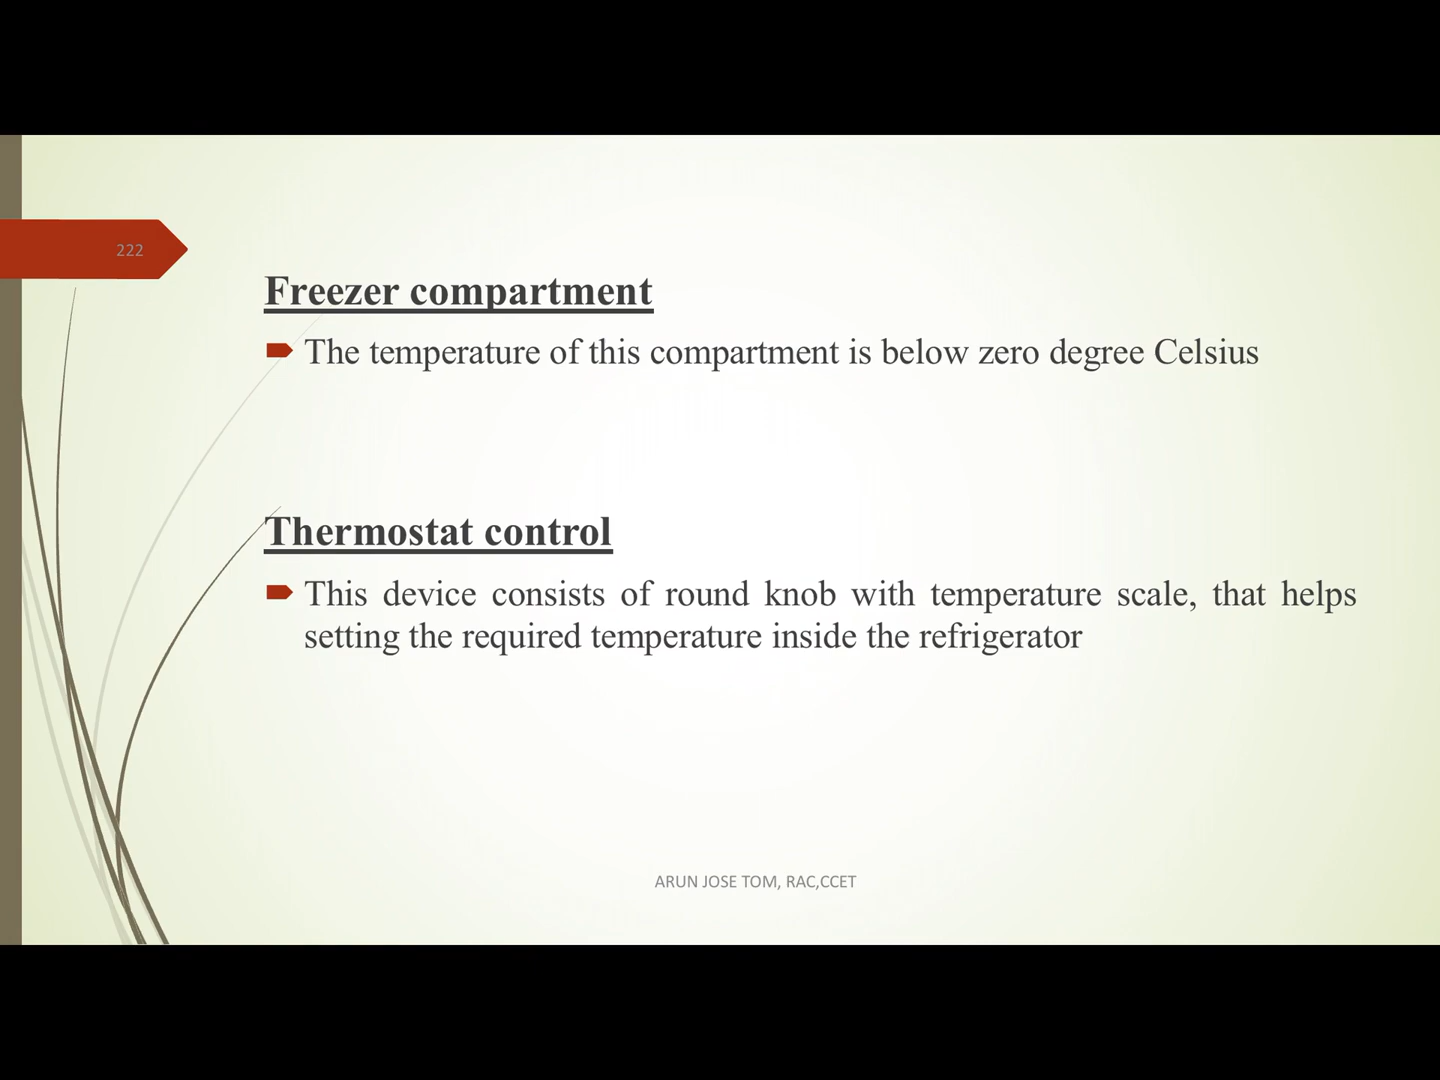 222
Freezer compartment
The temperature of this compartment is below zero degree Celsius
Thermostat control
This device consists of round knob with temperature scale, that helps
setting the required temperature inside the refrigerator
ARUN JOSE TOM, RAC,CCET